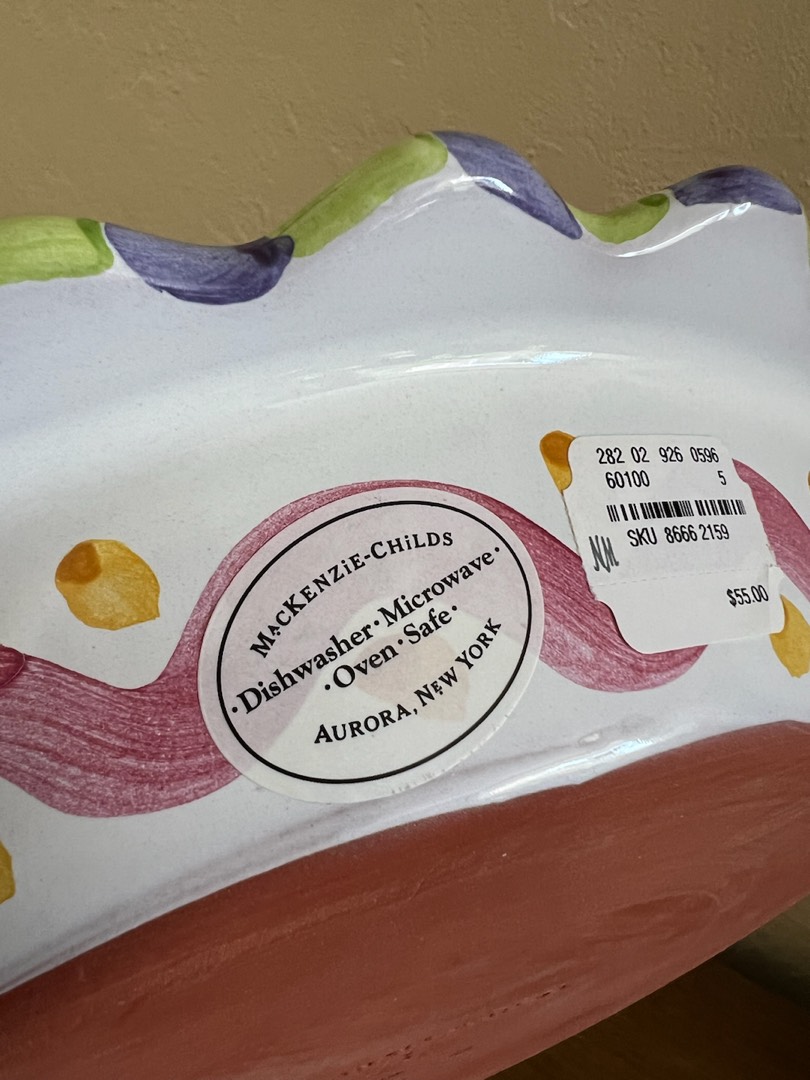 282 02 926 0596
60100 5
SKU 8666 2159
NM
$55.00
MACKENZiE-CHiLDS
·Dishwasher·Microwave·
·Oven·Safe·
AURORA, NEW YORK